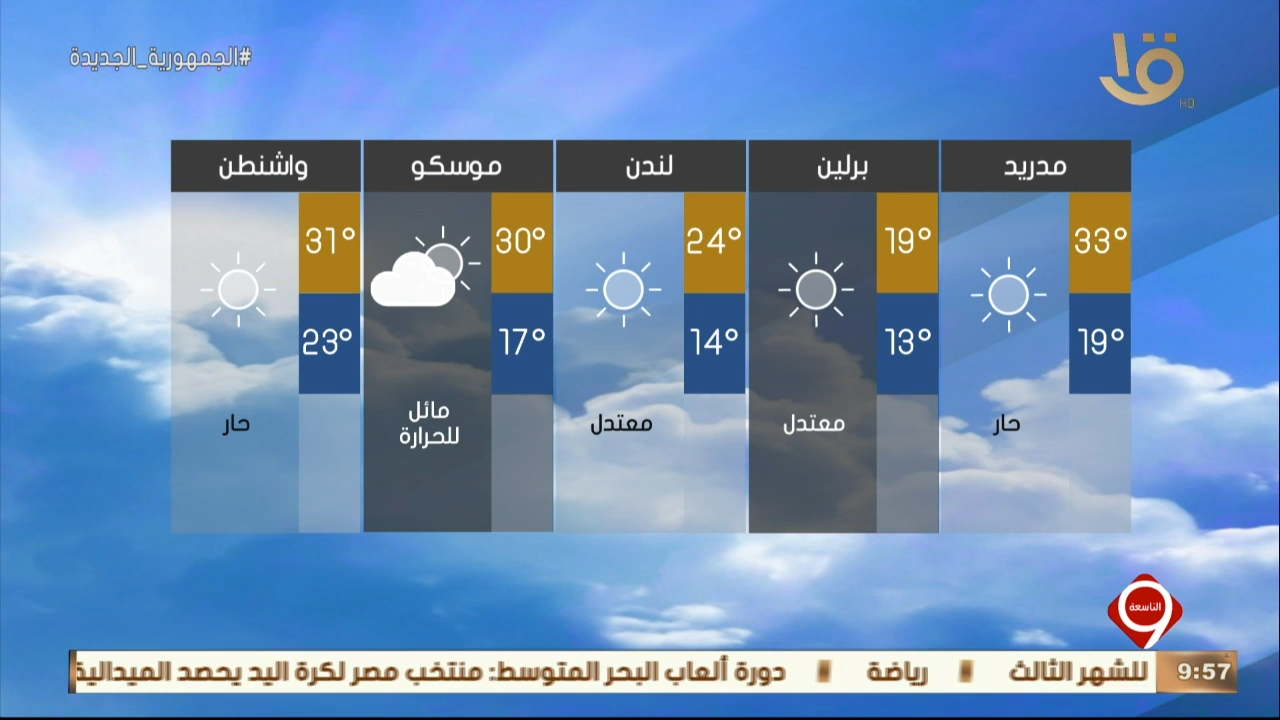 #الجمهورية_الجديدة
HD
مدريد
33°
19°
حار
برلين
19°
13°
معتدل
لندن
24°
14°
معتدل
موسكو
30°
17°
مائل
للحرارة
واشنطن
31°
23°
حار
التاسعة
9
9:57
للشهر الثالث
رياضة
دورة ألعاب البحر المتوسط: منتخب مصر لكرة اليد يحصد الميدالية